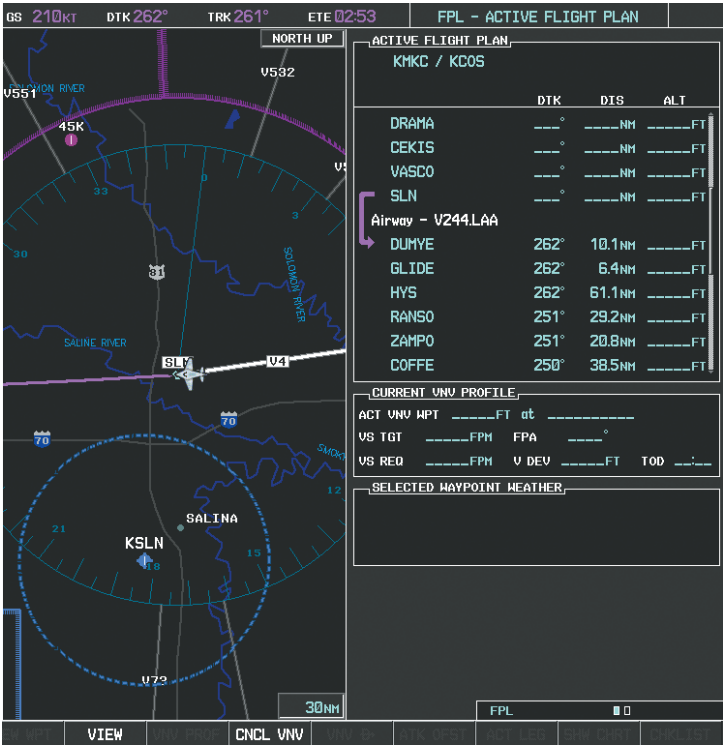 GS 210KT DTK 262° TRK 261° ETE 02:53 FPL – ACTIVE FLIGHT PLAN
NORTH UP
V532
SOLOMON RIVER
V551
45K
33
0
3
30
81
SOLOMON RIVER
SALINE RIVER
SLN
V4
70
70
12
SALINA
21
KSLN
15
18
V73
30NM
ACTIVE FLIGHT PLAN
KMKC / KCOS
DTK DIS ALT
DRAMA ___° ____NM _____FT
CEKIS ___° ____NM _____FT
VASCO ___° ____NM _____FT
SLN ___° ____NM _____FT
Airway – V244.LAA
DUMYE 262° 10.1NM _____FT
GLIDE 262° 6.4NM _____FT
HYS 262° 61.1NM _____FT
RANSO 251° 29.2NM _____FT
ZAMPO 251° 20.8NM _____FT
COFFE 250° 38.5NM _____FT
CURRENT VNV PROFILE
ACT VNV WPT _____FT at __________
VS TGT _____FPM FPA ____°
VS REQ _____FPM V DEV _____FT TOD __:__
SELECTED WAYPOINT WEATHER
FPL
EW WPT VIEW VNV PROF CNCL VNV VNV ATK OFST ACT LEG SHW CHRT CHKLIST